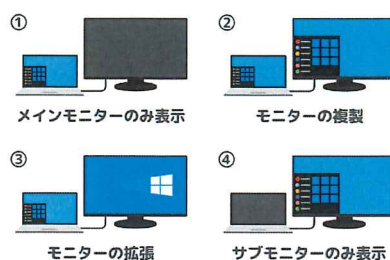 ①
②
メインモニターのみ表示
モニターの複製
③
④
モニターの拡張
サブモニターのみ表示